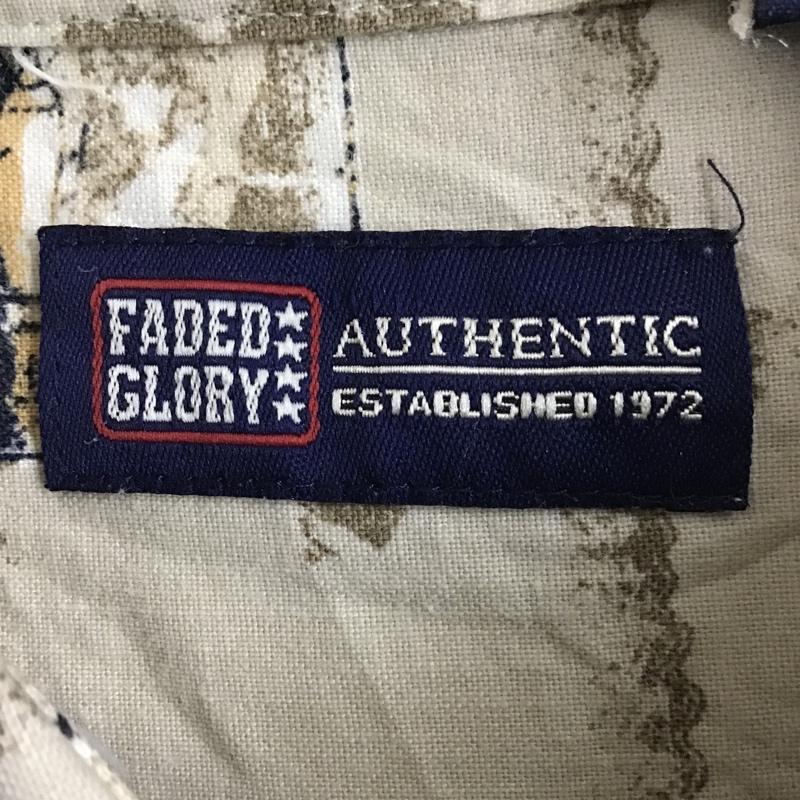 FADED
GLORY
AUTHENTIC
ESTABLISHED 1972